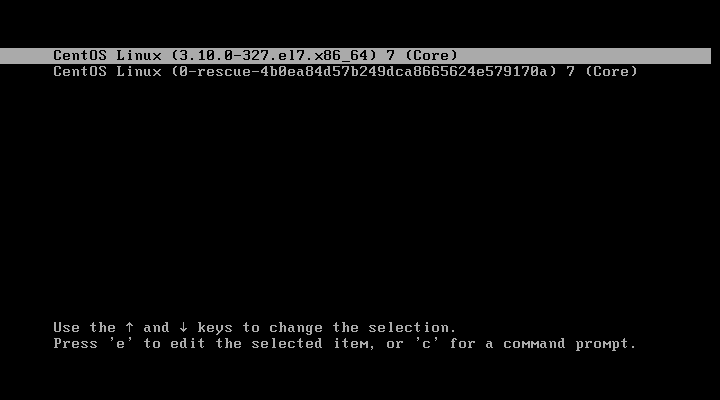 CentOS Linux (3.10.0-327.el7.x86_64) 7 (Core)
CentOS Linux (0-rescue-4b0ea84d57b249dca8665624e579170a) 7 (Core)
Use the ↑ and ↓ keys to change the selection.
Press 'e' to edit the selected item, or 'c' for a command prompt.